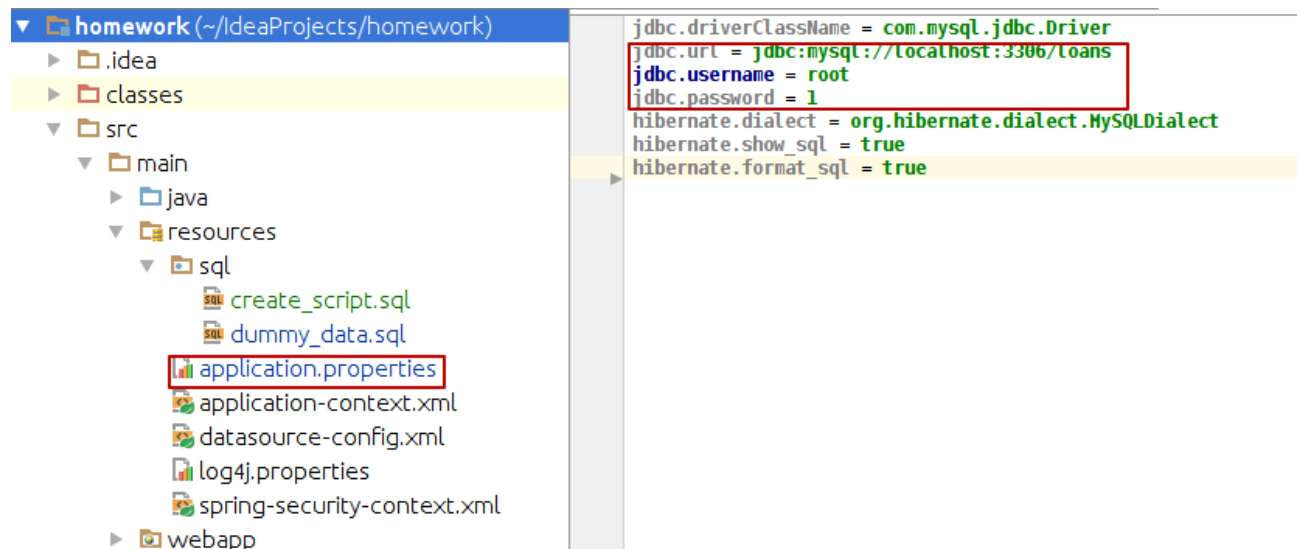 homework (~/IdeaProjects/homework)
.idea
classes
src
main
java
resources
sql
create_script.sql
dummy_data.sql
application.properties
application-context.xml
datasource-config.xml
log4j.properties
spring-security-context.xml
webapp
jdbc.driverClassName = com.mysql.jdbc.Driver
jdbc.url = jdbc:mysql://localhost:3306/loans
jdbc.username = root
jdbc.password = 1
hibernate.dialect = org.hibernate.dialect.MySQLDialect
hibernate.show_sql = true
hibernate.format_sql = true